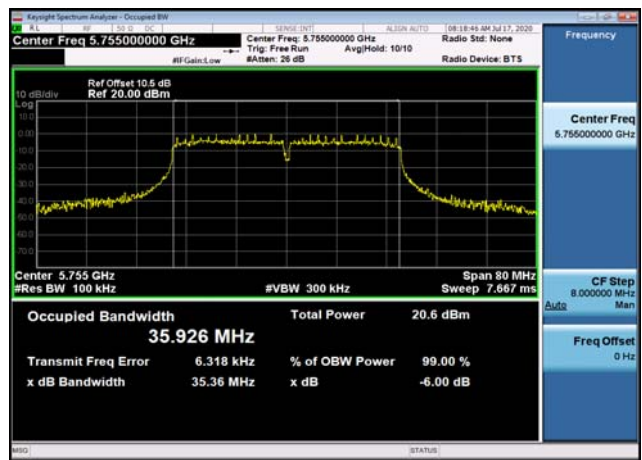 Keysight Spectrum Analyzer - Occupied BW
RL RF 50 Ω DC SENSE:INT ALIGN AUTO 08:18:46 AM Jul 17, 2020
Center Freq 5.755000000 GHz
Center Freq: 5.755000000 GHz Radio Std: None
Trig: Free Run Avg|Hold: 10/10
#IFGain:Low #Atten: 26 dB Radio Device: BTS
Frequency
Ref Offset 10.5 dB
10 dB/div Ref 20.00 dBm
Log
10.0
0.00
-10.0
-20.0
-30.0
-40.0
-50.0
-60.0
-70.0
Center Freq
5.755000000 GHz
Center 5.755 GHz Span 80 MHz
#Res BW 100 kHz #VBW 300 kHz Sweep 7.667 ms
CF Step
8.000000 MHz
Auto Man
Occupied Bandwidth Total Power 20.6 dBm
35.926 MHz
Transmit Freq Error 6.318 kHz % of OBW Power 99.00 %
x dB Bandwidth 35.36 MHz x dB -6.00 dB
Freq Offset
0 Hz
MSG STATUS